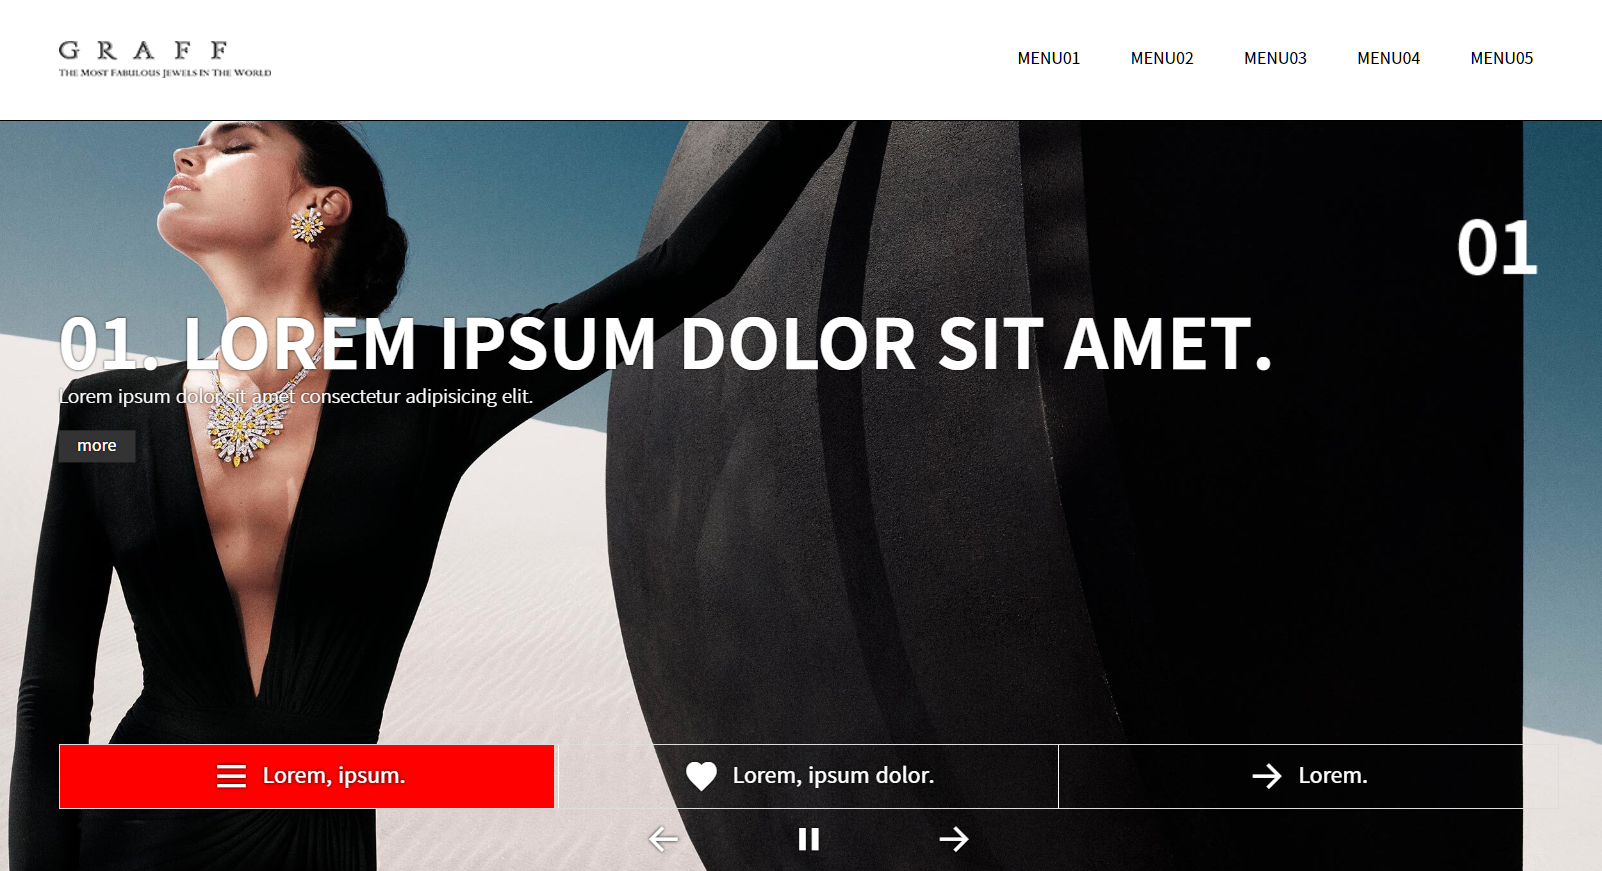 GRAFF
THE MOST FABULOUS JEWELS IN THE WORLD
MENU01 MENU02 MENU03 MENU04 MENU05
01
01. LOREM IPSUM DOLOR SIT AMET.
Lorem ipsum dolor sit amet consectetur adipisicing elit.
more
Lorem, ipsum. Lorem, ipsum dolor. Lorem.